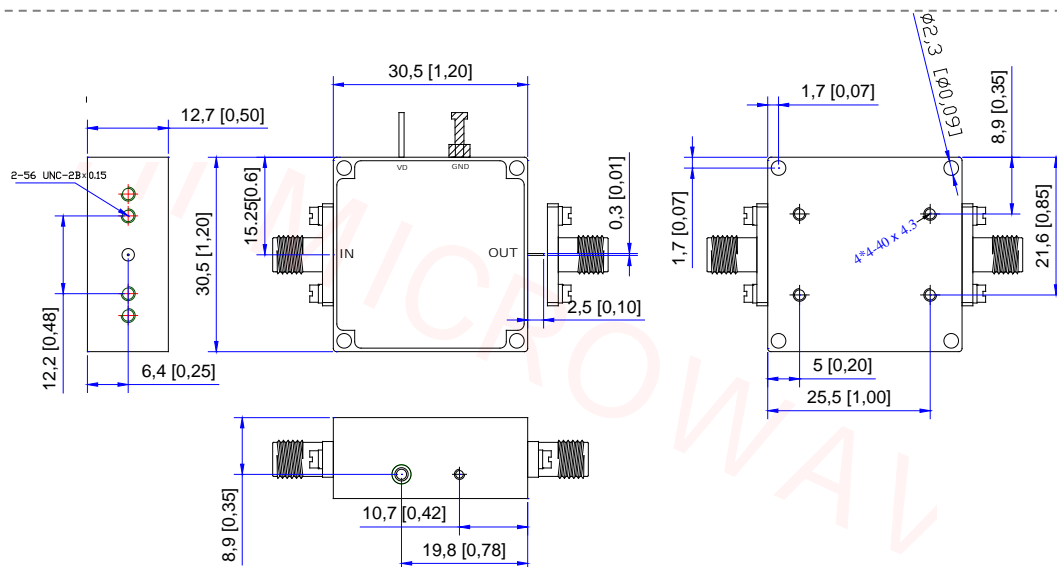 30,5 [1,20]
12,7 [0,50]
2-56 UNC-2Bx0.15
12,2 [0,48]
6,4 [0,25]
30,5 [1,20]
15.25[0.6]
VD
GND
IN
OUT
0,3 [0,01]
2,5 [0,10]
1,7 [0,07]
Ø2,3 [Ø0,09]
8,9 [0,35]
1,7 [0,07]
4*4-40 x 4.3
21,6 [0,85]
5 [0,20]
25,5 [1,00]
8,9 [0,35]
10,7 [0,42]
19,8 [0,78]
MICROWAV